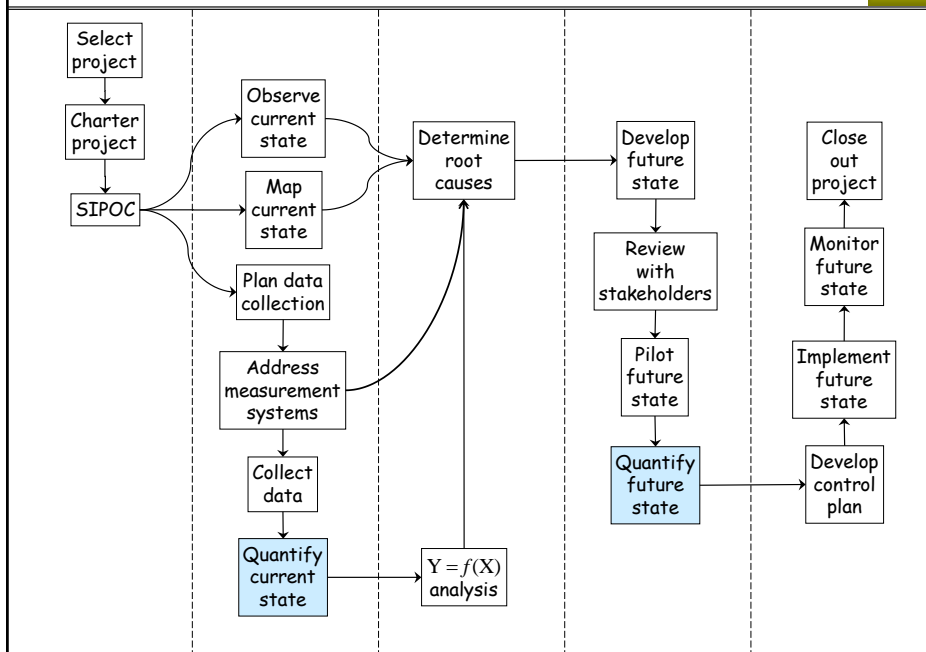 Select
project
Charter
project
SIPOC
Observe
current
state
Map
current
state
Plan data
collection
Address
measurement
systems
Collect
data
Quantify
current
state
Determine
root
causes
Y = f(X)
analysis
Develop
future
state
Review
with
stakeholders
Pilot
future
state
Quantify
future
state
Close
out
project
Monitor
future
state
Implement
future
state
Develop
control
plan